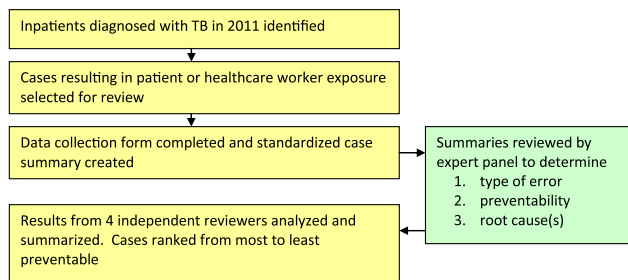 Inpatients diagnosed with TB in 2011 identified
Cases resulting in patient or healthcare worker exposure
selected for review
Data collection form completed and standardized case
summary created
Summaries reviewed by
expert panel to determine
1. type of error
2. preventability
3. root cause(s)
Results from 4 independent reviewers analyzed and
summarized.  Cases ranked from most to least
preventable